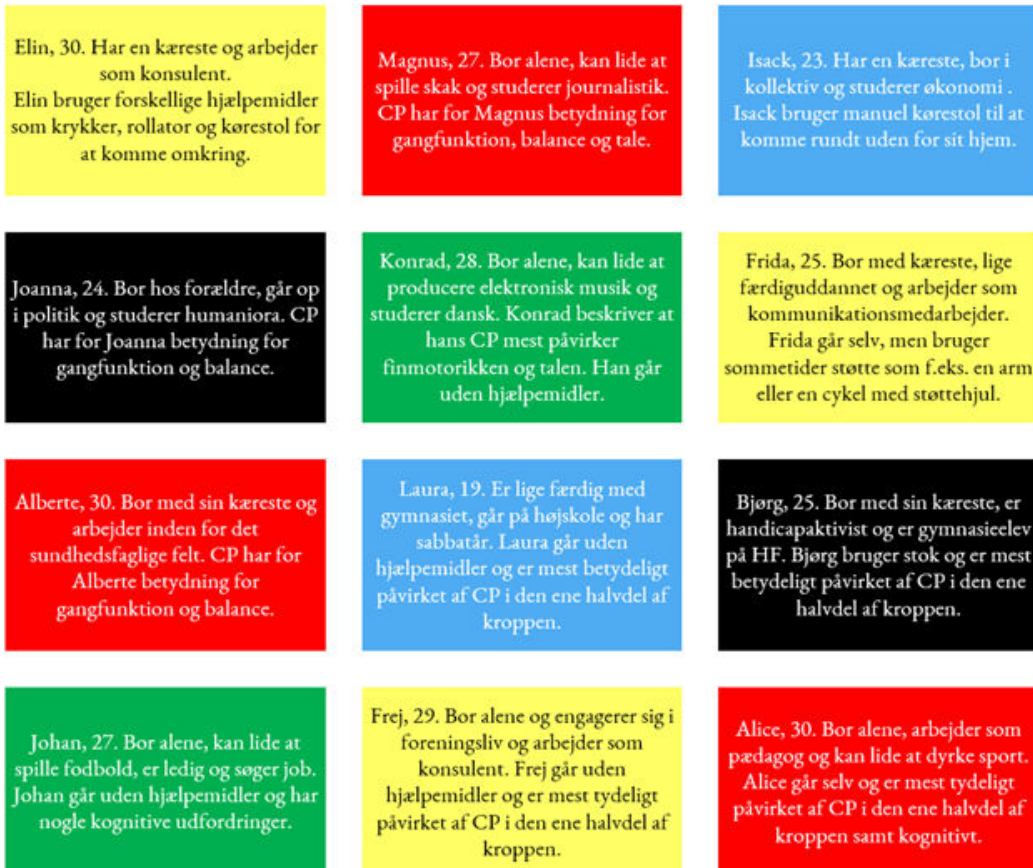 Elin, 30. Har en kæreste og arbejder
som konsulent.
Elin bruger forskellige hjælpemidler
som krykker, rollator og kørestol for
at komme omkring.
Magnus, 27. Bor alene, kan lide at
spille skak og studerer journalistik.
CP har for Magnus betydning for
gangfunktion, balance og tale.
Isack, 23. Har en kæreste, bor i
kollektiv og studerer økonomi .
Isack bruger manuel kørestol til at
komme rundt uden for sit hjem.
Joanna, 24. Bor hos forældre, går op
i politik og studerer humaniora. CP
har for Joanna betydning for
gangfunktion og balance.
Konrad, 28. Bor alene, kan lide at
producere elektronisk musik og
studerer dansk. Konrad beskriver at
hans CP mest påvirker
finmotorikken og talen. Han går
uden hjælpemidler.
Frida, 25. Bor med kæreste, lige
færdiguddannet og arbejder som
kommunikationsmedarbejder.
Frida går selv, men bruger
sommetider støtte som f.eks. en arm
eller en cykel med støttehjul.
Alberte, 30. Bor med sin kæreste og
arbejder inden for det
sundhedsfaglige felt. CP har for
Alberte betydning for
gangfunktion og balance.
Laura, 19. Er lige færdig med
gymnasiet, går på højskole og har
sabbatår. Laura går uden
hjælpemidler og er mest betydeligt
påvirket af CP i den ene halvdel af
kroppen.
Bjørg, 25. Bor med sin kæreste, er
handicapaktivist og er gymnasieelev
på HF. Bjørg bruger stok og er mest
betydeligt påvirket af CP i den ene
halvdel af kroppen.
Johan, 27. Bor alene, kan lide at
spille fodbold, er ledig og søger job.
Johan går uden hjælpemidler og har
nogle kognitive udfordringer.
Frej, 29. Bor alene og engagerer sig i
foreningsliv og arbejder som
konsulent. Frej går uden
hjælpemidler og er mest tydeligt
påvirket af CP i den ene halvdel af
kroppen.
Alice, 30. Bor alene, arbejder som
pædagog og kan lide at dyrke sport.
Alice går selv og er mest tydeligt
påvirket af CP i den ene halvdel af
kroppen samt kognitivt.